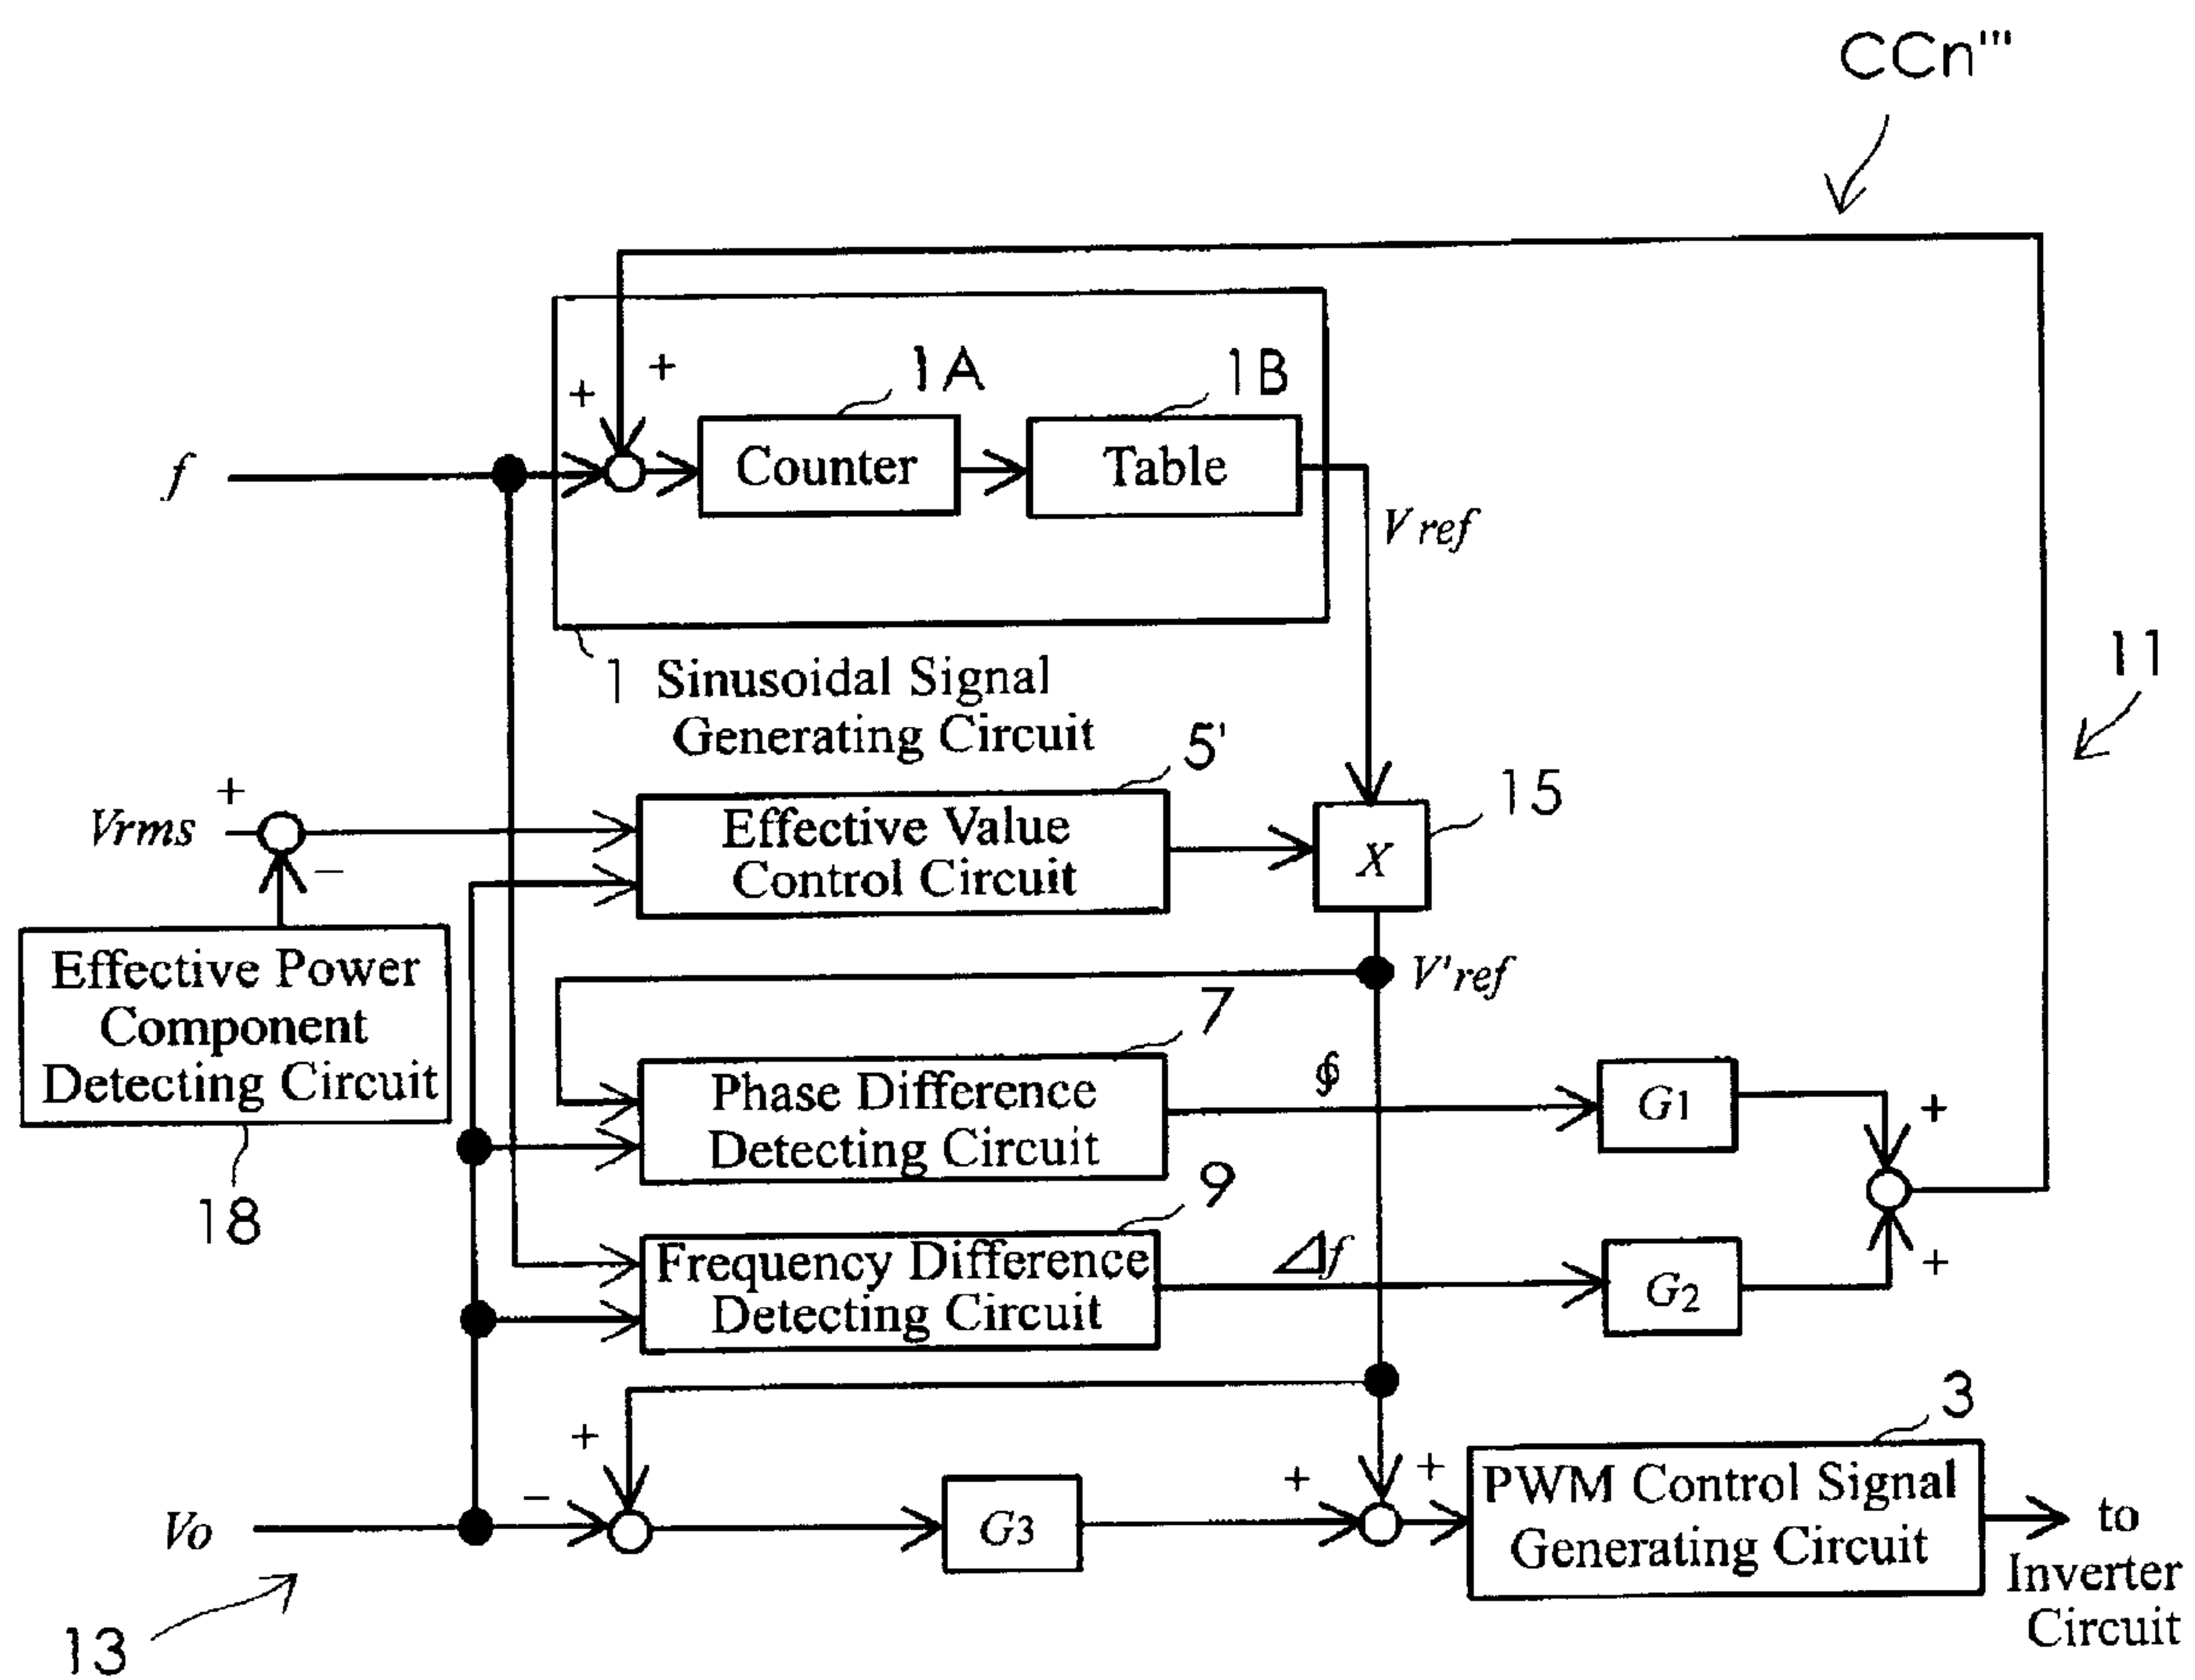 CCn'''
1A
1B
+
+
f
Counter
Table
Vref
1 Sinusoidal Signal
Generating Circuit
11
5'
15
+
Vrms
−
Effective Value
Control Circuit
X
Effective Power
Component
Detecting Circuit
18
V'ref
7
Phase Difference
Detecting Circuit
G1
+
9
Frequency Difference
Detecting Circuit
Δf
G2
+
3
+
−
Vo
G3
+
+
PWM Control Signal
Generating Circuit
to
Inverter
Circuit
13